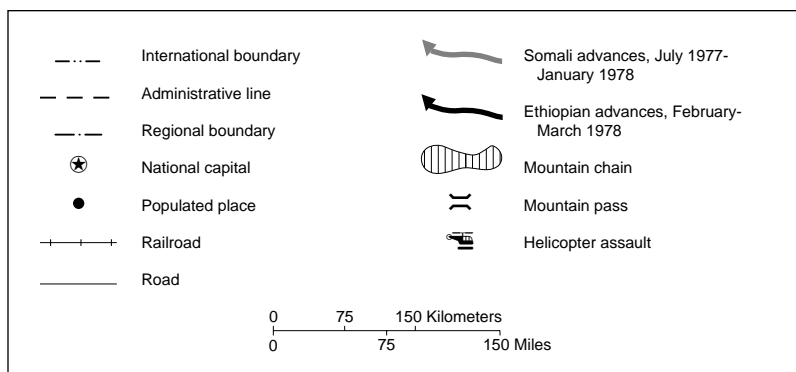 International boundary
Administrative line
Regional boundary
National capital
Populated place
Railroad
Road
Somali advances, July 1977-
January 1978
Ethiopian advances, February-
March 1978
Mountain chain
Mountain pass
Helicopter assault
0 75 150 Kilometers
0 75 150 Miles